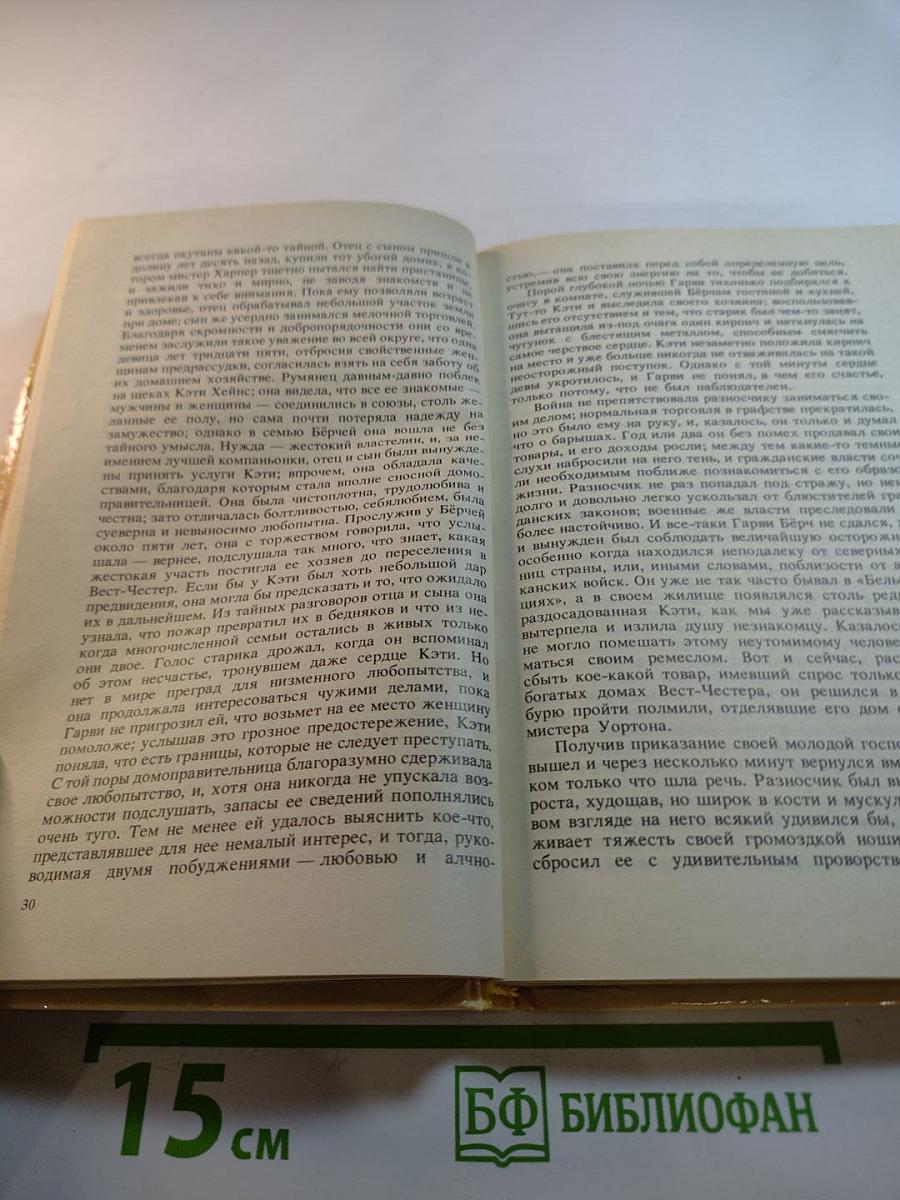 всегда окутаны какой-то тайной. Отец с сыном пришли в
долину лет десять назад, купили тот убогий домик, в ко-
тором мистер Харпер тщетно пытался найти пристанище,
и зажили тихо и мирно, не заводя знакомств и не
привлекая к себе внимания. Пока ему позволяли возраст
и здоровье, отец обрабатывал небольшой участок земли
при доме; сын же усердно занимался мелочной торговлей.
Благодаря скромности и добропорядочности они со вре-
менем заслужили такое уважение во всей округе, что одна
девица лет тридцати пяти, отбросив свойственные жен-
щинам предрассудки, согласилась взять на себя заботу об
их домашнем хозяйстве. Румянец давным-давно поблек
на щеках Кэти Хейнс; она видела, что все ее знакомые —
мужчины и женщины — соединились в союзы, столь же-
ланные ее полу, но сама почти потеряла надежду на
замужество; однако в семью Бёрчей она вошла не без
тайного умысла. Нужда — жестокий властелин, и, за не-
имением лучшей компаньонки, отец и сын были вынужде-
ны принять услуги Кэти; впрочем, она обладала каче-
ствами, благодаря которым стала вполне сносной домо-
правительницей. Она была чистоплотна, трудолюбива и
честна; зато отличалась болтливостью, себялюбием, была
суеверна и невыносимо любопытна. Прослужив у Бёрчей
около пяти лет, она с торжеством говорила, что услы-
шала — вернее, подслушала так много, что знает, какая
жестокая участь постигла ее хозяев до переселения в
Вест-Честер. Если бы у Кэти был хоть небольшой дар
предвидения, она могла бы предсказать и то, что ожидало
их в дальнейшем. Из тайных разговоров отца и сына она
узнала, что пожар превратил их в бедняков и что из не-
когда многочисленной семьи остались в живых только
они двое. Голос старика дрожал, когда он вспоминал
об этом несчастье, тронувшем даже сердце Кэти. Но
нет в мире преград для низменного любопытства, и
она продолжала интересоваться чужими делами, пока
Гарви не пригрозил ей, что возьмет на ее место женщину
помоложе; услышав это грозное предостережение, Кэти
поняла, что есть границы, которые не следует преступать.
С той поры домоправительница благоразумно сдерживала
свое любопытство, и, хотя она никогда не упускала воз-
можности подслушать, запасы ее сведений пополнялись
очень туго. Тем не менее ей удалось выяснить кое-что,
представлявшее для нее немалый интерес, и тогда, руко-
водимая двумя побуждениями — любовью и алчно-
30
стью,— она поставила перед собой определенную цель,
устремив всю свою энергию на то, чтобы ее добиться.
Порой глубокой ночью Гарви тихонько подбирался к
очагу в комнате, служившей Бёрчам гостиной и кухней.
Тут-то Кэти и выследила своего хозяина; воспользовав-
шись его отсутствием и тем, что старик был чем-то занят,
она вытащила из-под очага один кирпич и наткнулась на
чугунок с блестящим металлом, способным смягчить
самое черствое сердце. Кэти незаметно положила кирпич
на место и уже больше никогда не отваживалась на такой
неосторожный поступок. Однако с той минуты сердце
девы укротилось, и Гарви не понял, в чем его счастье,
только потому, что не был наблюдателен.
Война не препятствовала разносчику заниматься сво-
им делом; нормальная торговля в графстве прекратилась,
но это было ему на руку, и, казалось, он только и думал
что о барышах. Год или два он без помех продавал свои
товары, и его доходы росли; между тем какие-то темн
слухи набросили на него тень, и гражданские власти соч
ли необходимым поближе познакомиться с его образо
жизни. Разносчик не раз попадал под стражу, но нен
долго и довольно легко ускользал от блюстителей гра
данских законов; военные же власти преследовали
более настойчиво. И все-таки Гарви Бёрч не сдался,
и вынужден был соблюдать величайшую осторожн
особенно когда находился неподалеку от северных
ниц страны, или, иными словами, поблизости от а
канских войск. Он уже не так часто бывал в «Белы
циях», а в своем жилище появлялся столь ред
раздосадованная Кэти, как мы уже рассказыв
вытерпела и излила душу незнакомцу. Казалос
не могло помешать этому неутомимому челове
маться своим ремеслом. Вот и сейчас, рас
сбыть кое-какой товар, имевший спрос только
богатых домах Вест-Честера, он решился в
бурю пройти полмили, отделявшие его дом
мистера Уортона.
Получив приказание своей молодой госпо
вышел и через несколько минут вернулся вм
ком только что шла речь. Разносчик был вы
роста, худощав, но широк в кости и мускул
вом взгляде на него всякий удивился бы,
живает тяжесть своей громоздкой ноши
сбросил ее с удивительным проворств
15 см
БФ БИБЛИОФАН